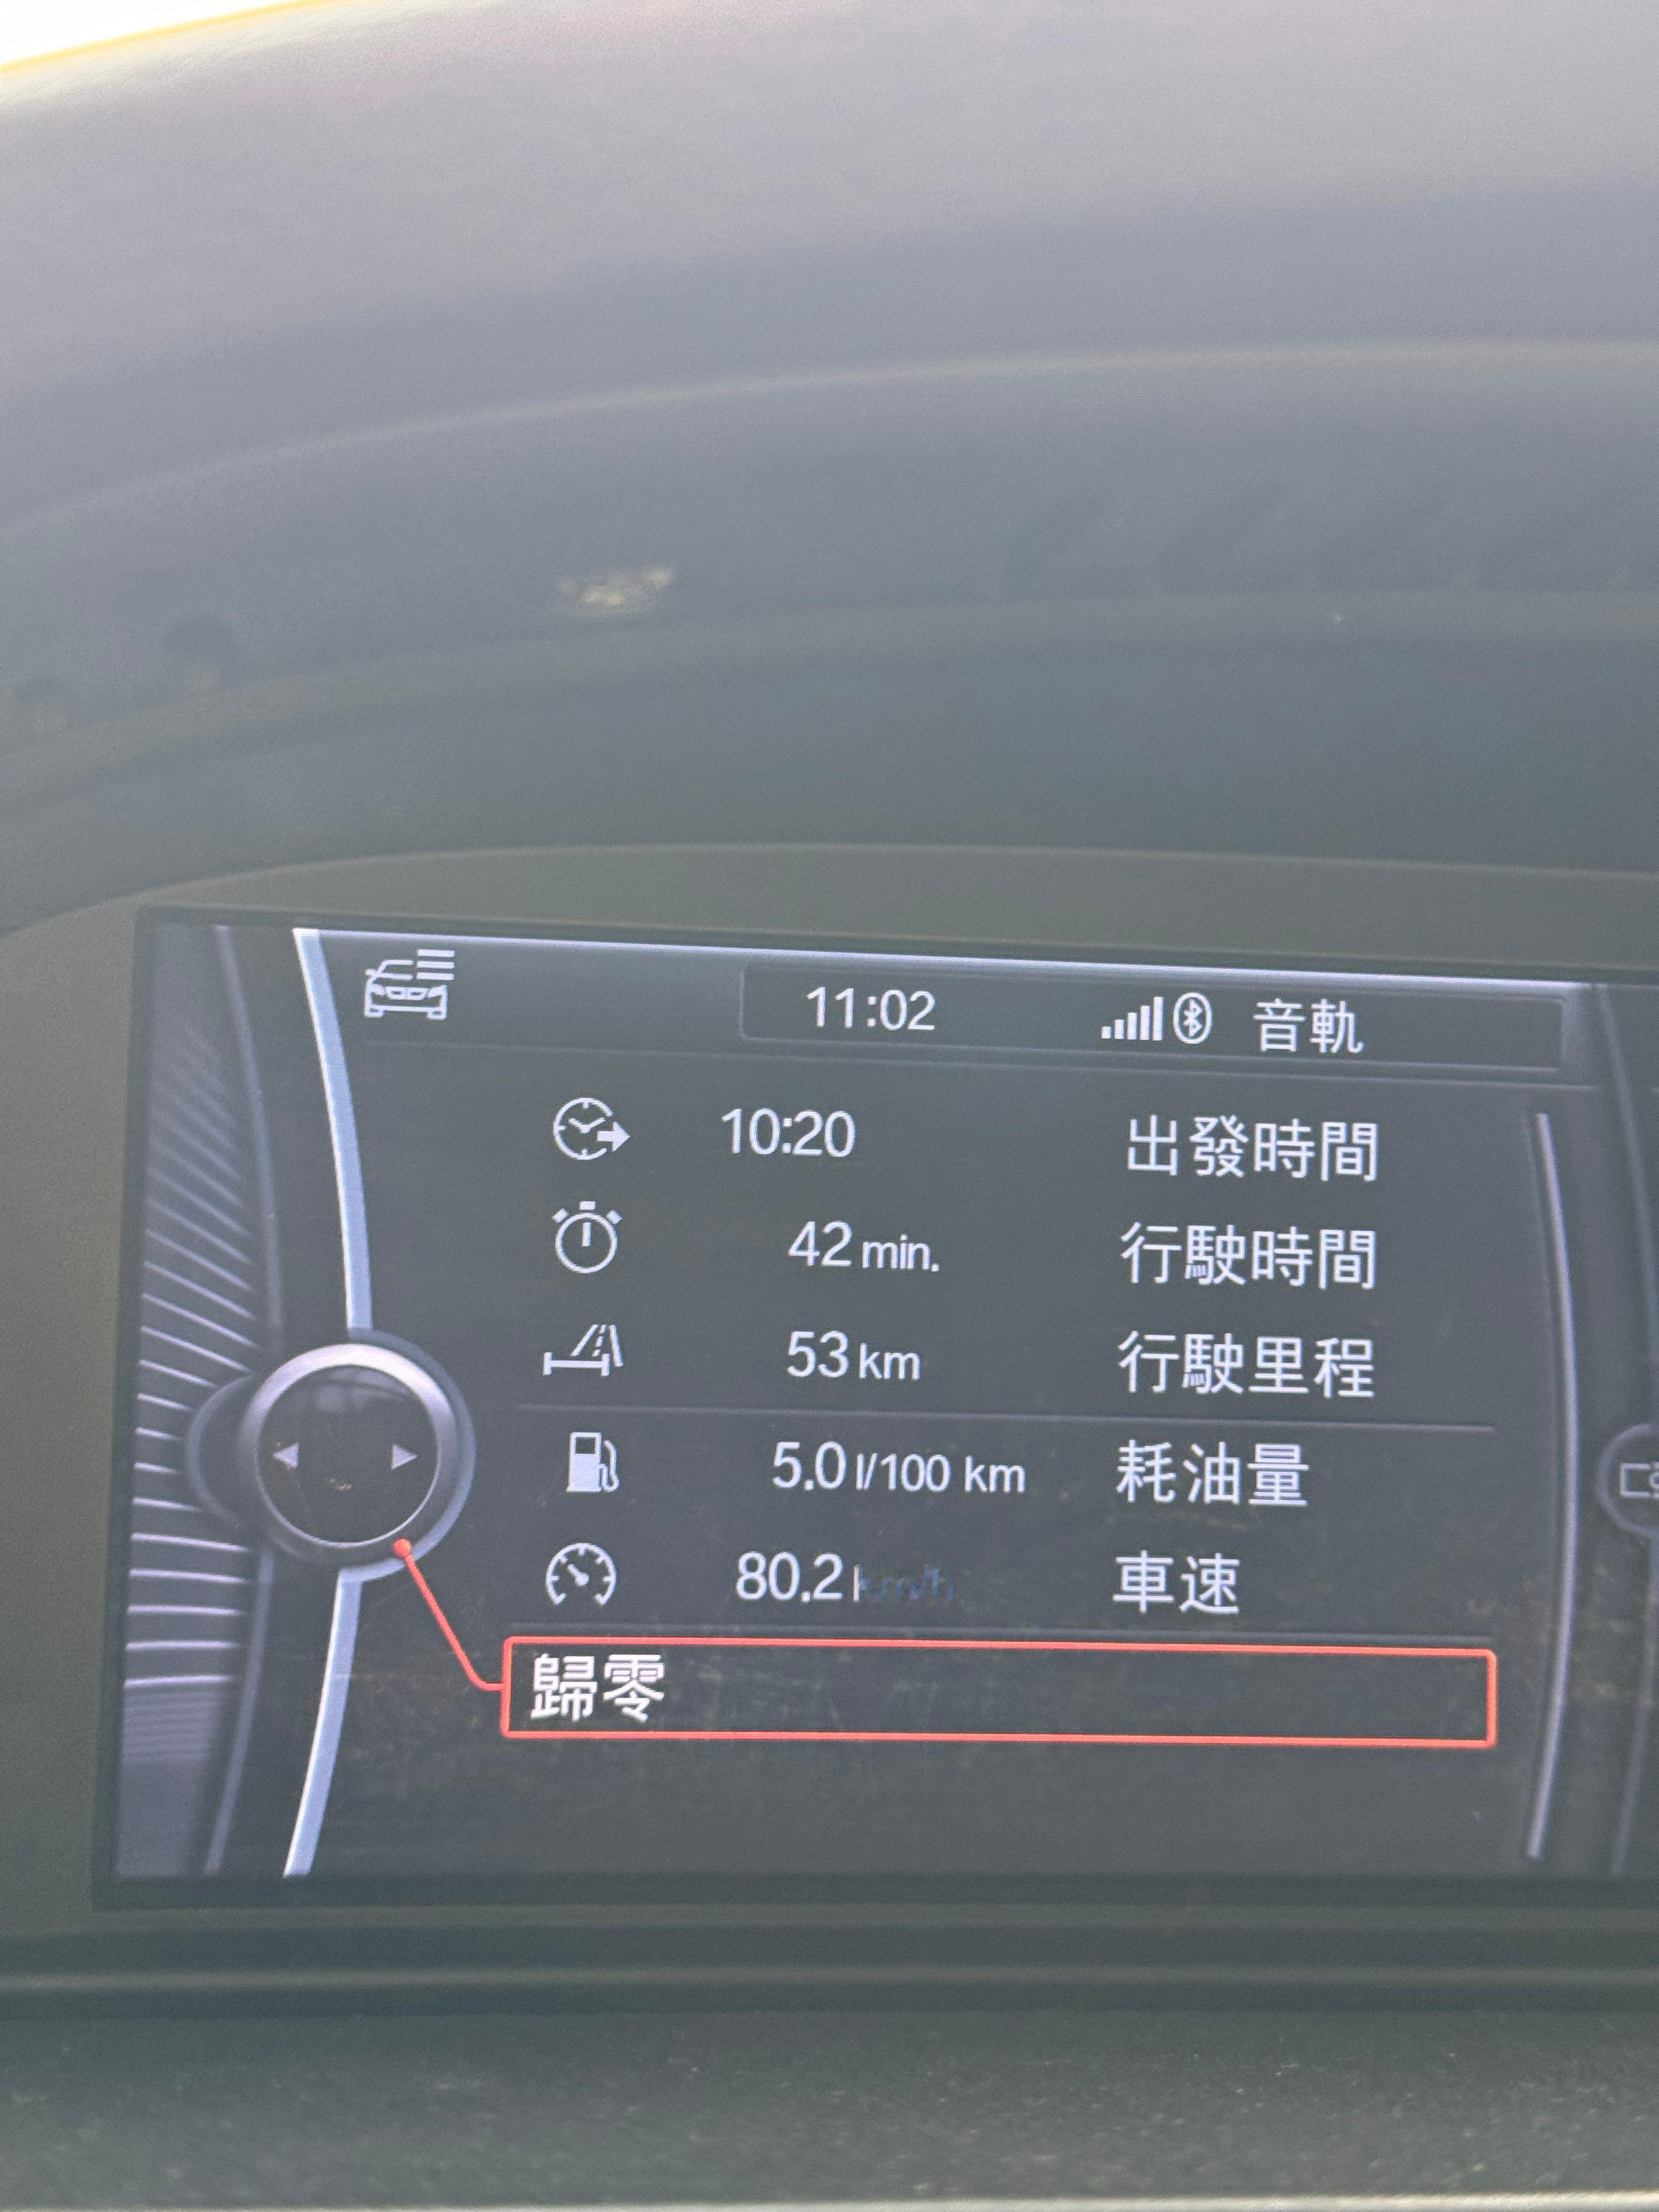 11:02 音軌
10:20 出發時間
42 min. 行駛時間
53 km 行駛里程
5.0 l/100 km 耗油量
80.2 km/h 車速
歸零